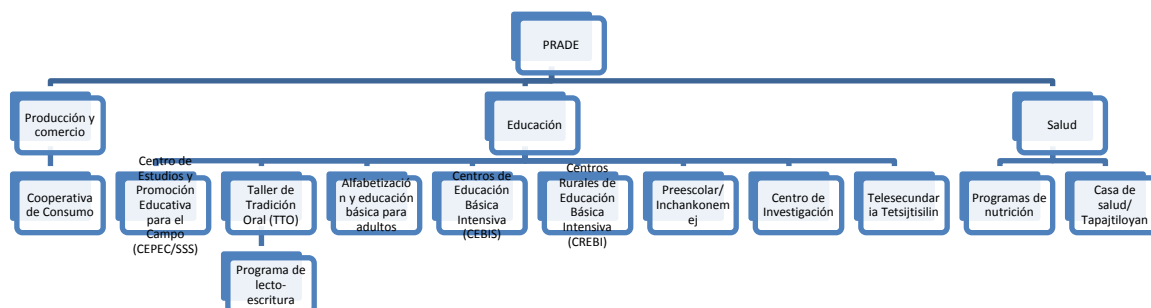 PRADE
Producción y
comercio
Educación
Salud
Cooperativa
de Consumo
Centro de
Estudios y
Promoción
Educativa
para el
Campo
(CEPEC/SSS)
Taller de
Tradición
Oral (TTO)
Alfabetizació
n y educación
básica para
adultos
Centros de
Educación
Básica
Intensiva
(CEBIS)
Centros
Rurales de
Educación
Básica
Intensiva
(CREBI)
Preescolar/
Inchankonem
ej
Centro de
Investigación
Telesecundar
ia Tetsijtisilin
Programas de
nutrición
Casa de
salud/
Tapajtiloyan
Programa de
lecto-
escritura